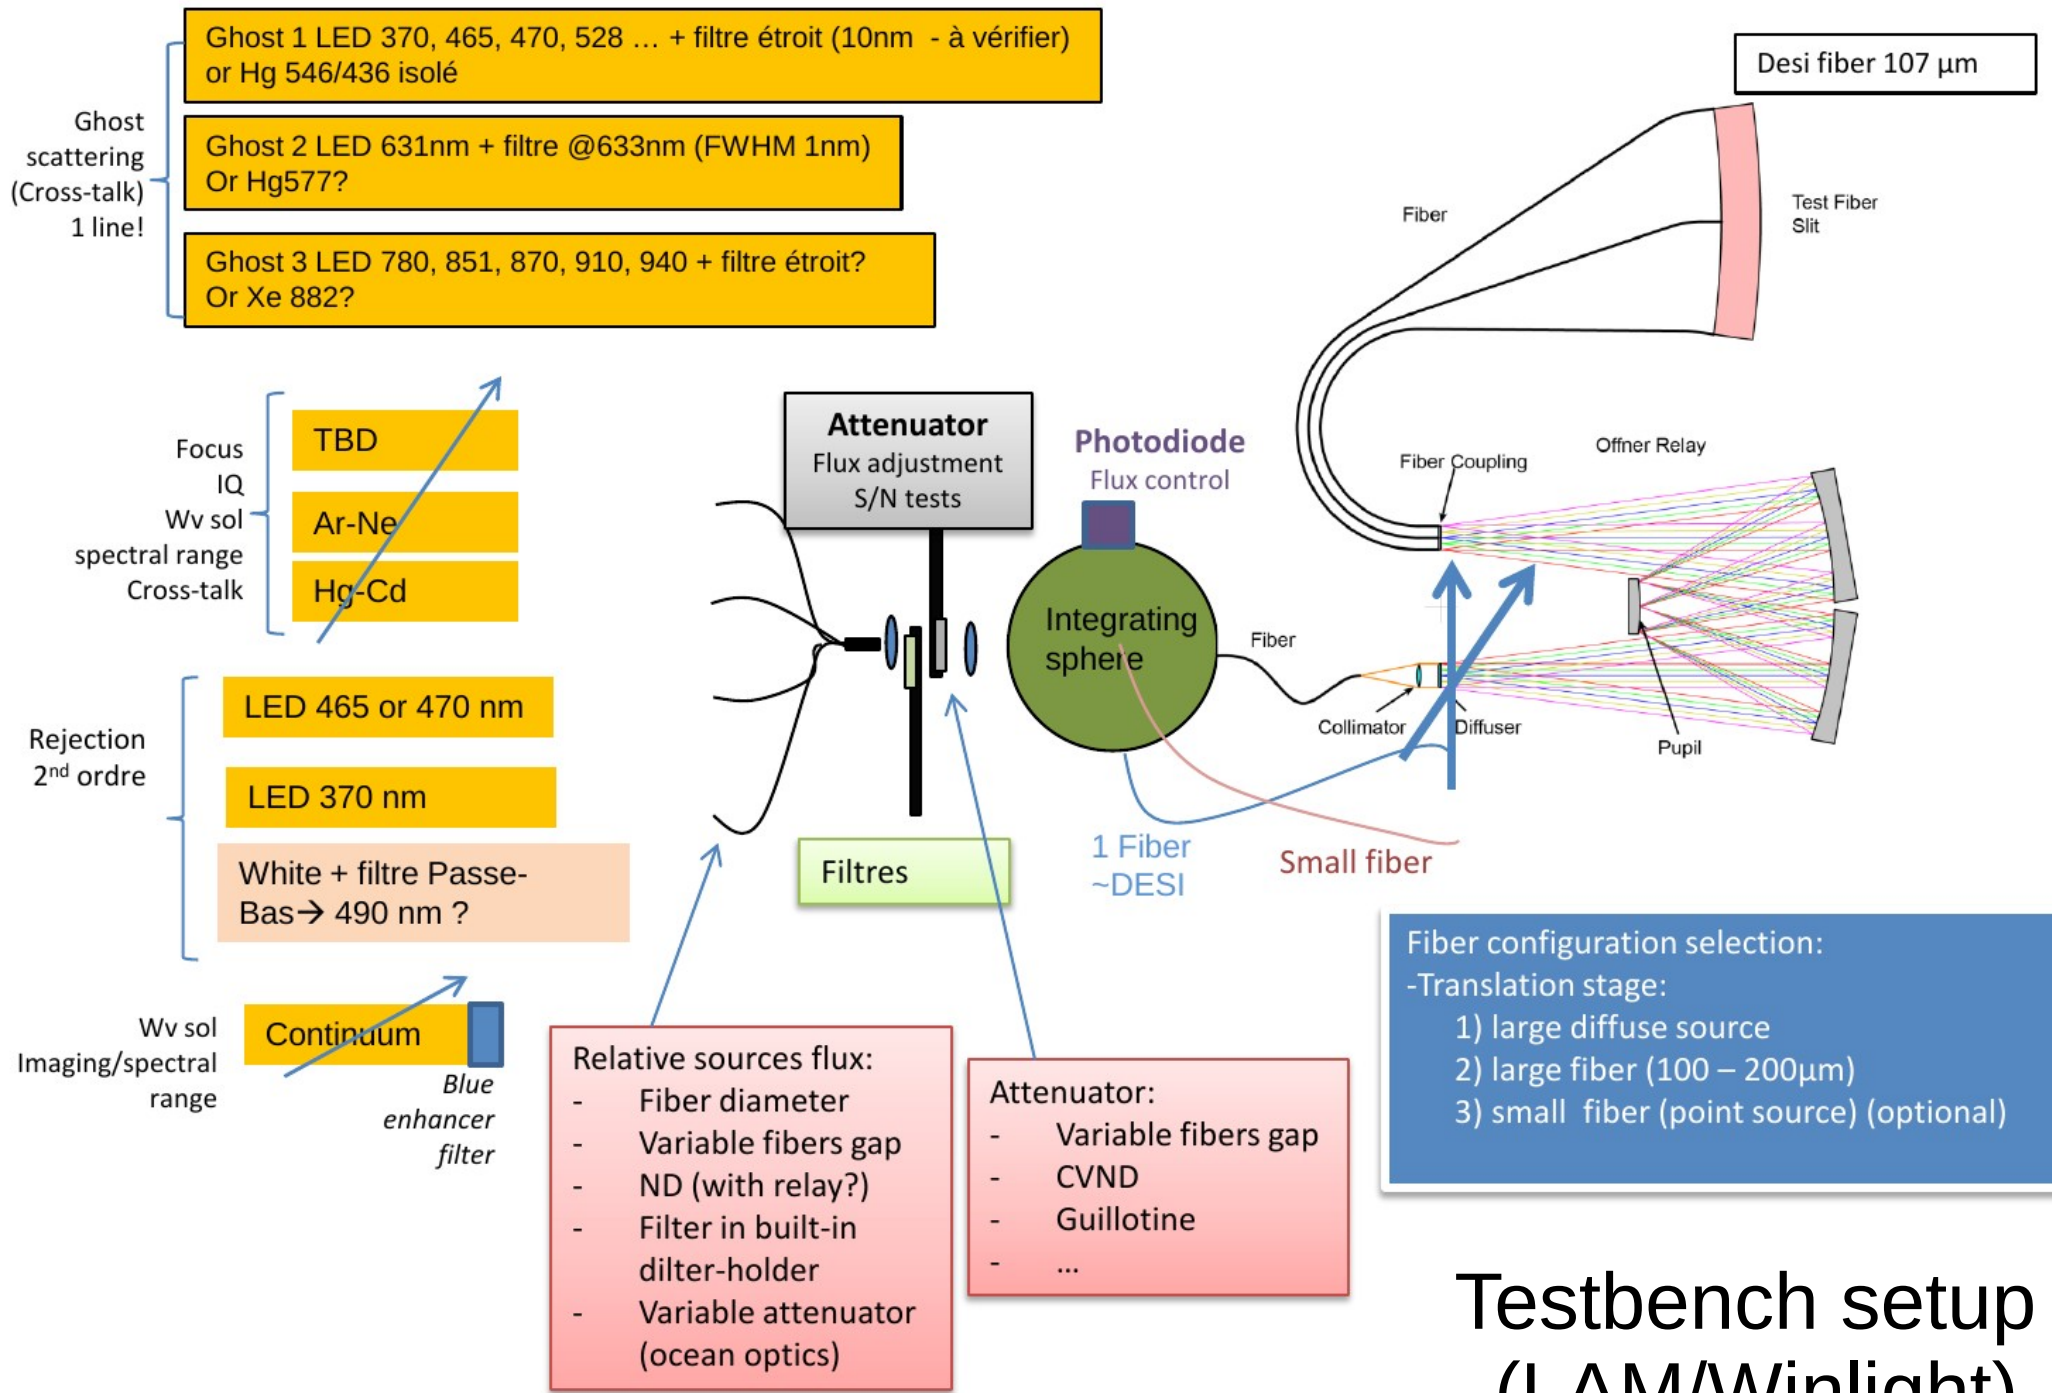 Ghost 1 LED 370, 465, 470, 528 … + filtre étroit (10nm  - à vérifier)
or Hg 546/436 isolé
Ghost 2 LED 631nm + filtre @633nm (FWHM 1nm)
Or Hg577?
Ghost 3 LED 780, 851, 870, 910, 940 + filtre étroit?
Or Xe 882?
Ghost
scattering
(Cross-talk)
1 line!
Desi fiber 107 µm
Fiber
Test Fiber
Slit
Focus
IQ
Wv sol
spectral range
Cross-talk
TBD
Ar-Ne
Hg-Cd
Attenuator
Flux adjustment
S/N tests
Photodiode
Flux control
Fiber Coupling
Offner Relay
Integrating
sphere
Fiber
Collimator
Diffuser
Pupil
Rejection
2nd ordre
LED 465 or 470 nm
LED 370 nm
White + filtre Passe-
Bas→ 490 nm ?
Filtres
1 Fiber
~DESI
Small fiber
Wv sol
Imaging/spectral
range
Continuum
Blue
enhancer
filter
Relative sources flux:
- Fiber diameter
- Variable fibers gap
- ND (with relay?)
- Filter in built-in
dilter-holder
- Variable attenuator
(ocean optics)
Attenuator:
- Variable fibers gap
- CVND
- Guillotine
- …
Fiber configuration selection:
-Translation stage:
1) large diffuse source
2) large fiber (100 – 200µm)
3) small  fiber (point source) (optional)
Testbench setup
(LAM/Winlight)